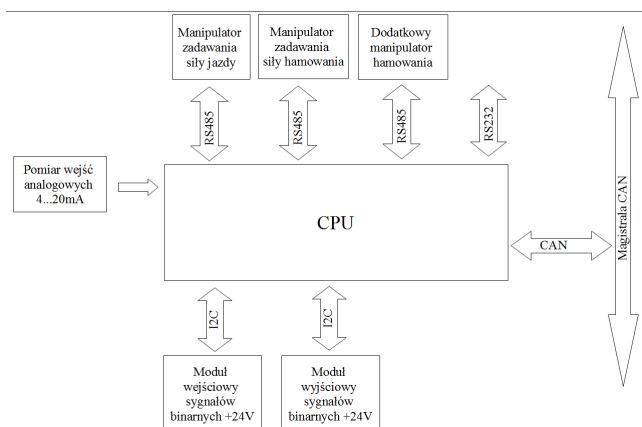 Manipulator
zadawania
siły jazdy
Manipulator
zadawania
siły hamowania
Dodatkowy
manipulator
hamowania
RS485
RS485
RS485
RS232
Pomiar wejść
analogowych
4...20mA
CPU
CAN
Magistrala CAN
I2C
I2C
Moduł
wejściowy
sygnałów
binarnych +24V
Moduł
wyjściowy
sygnałów
binarnych +24V